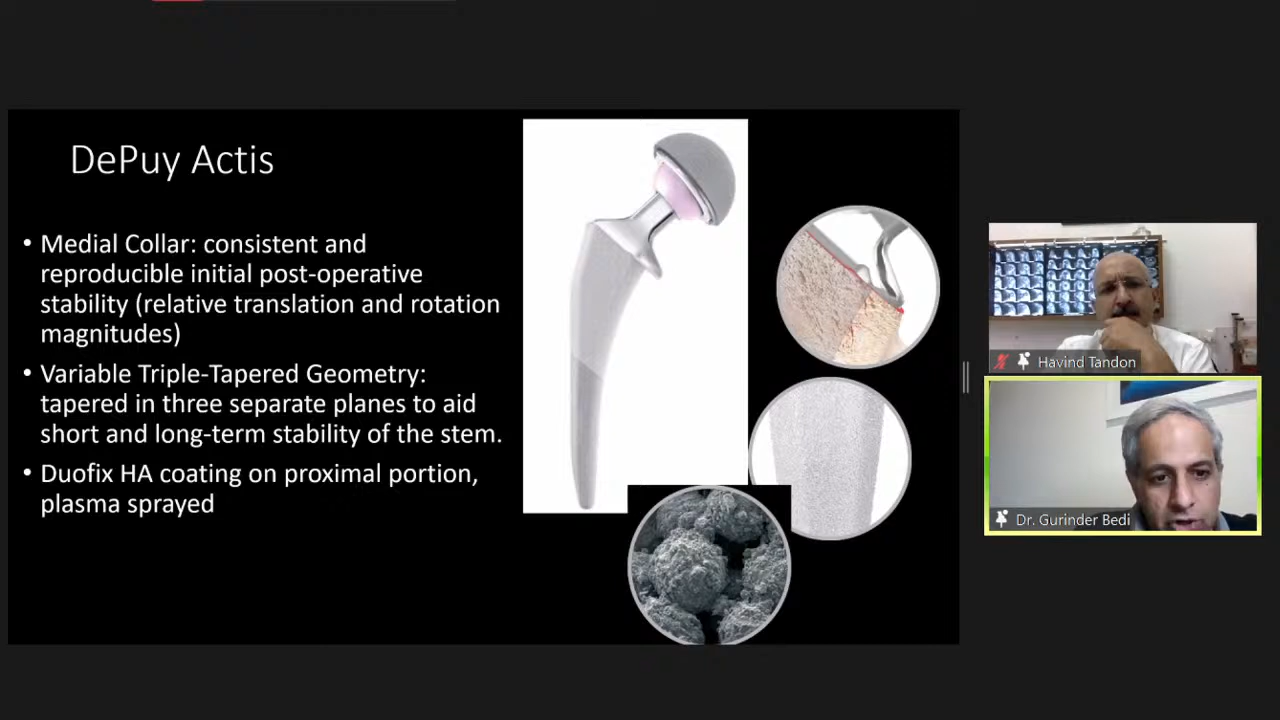 DePuy Actis
• Medial Collar: consistent and
reproducible initial post-operative
stability (relative translation and rotation
magnitudes)
• Variable Triple-Tapered Geometry:
tapered in three separate planes to aid
short and long-term stability of the stem.
• Duofix HA coating on proximal portion,
plasma sprayed
Havind Tandon
Dr. Gurinder Bedi